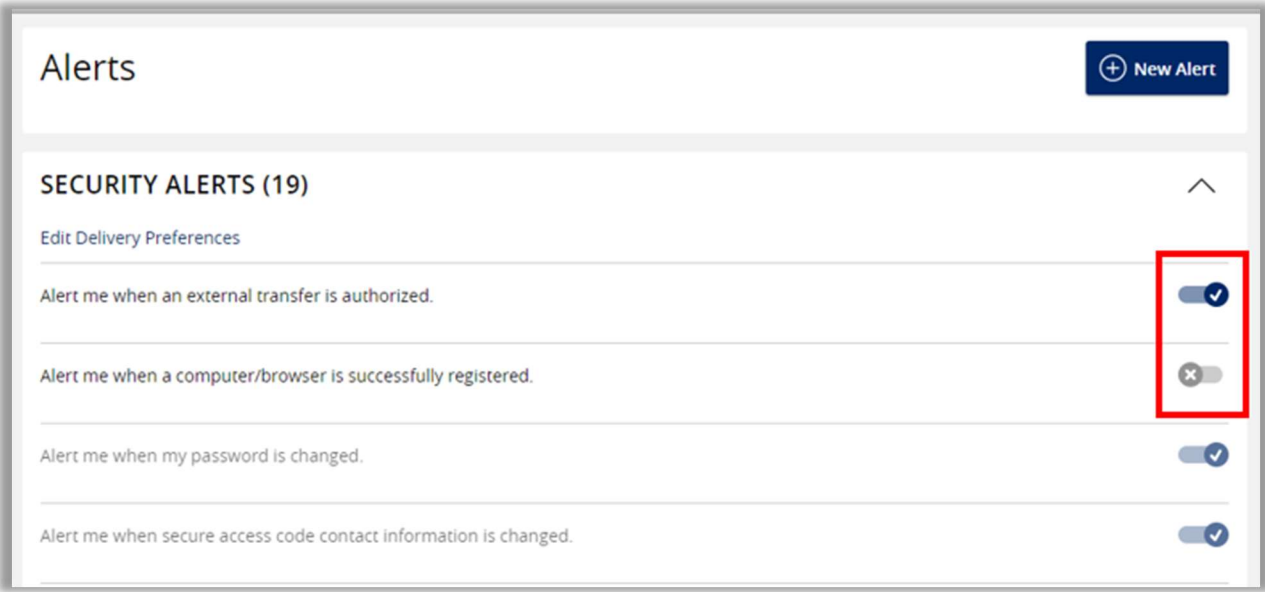 Alerts
New Alert
SECURITY ALERTS (19)
Edit Delivery Preferences
Alert me when an external transfer is authorized.
Alert me when a computer/browser is successfully registered.
Alert me when my password is changed.
Alert me when secure access code contact information is changed.